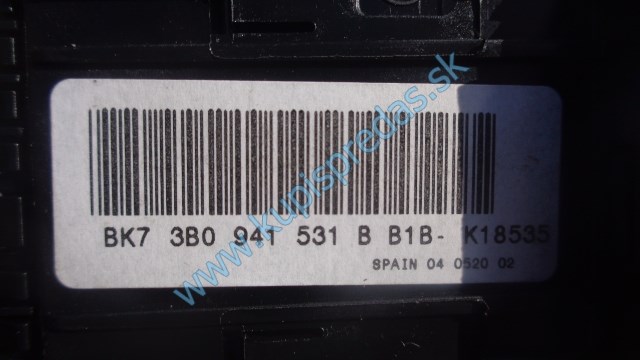 BK7 3B0 941 531 B B1B- K18535
SPAIN 04 0520 02
www.kupispredas.sk